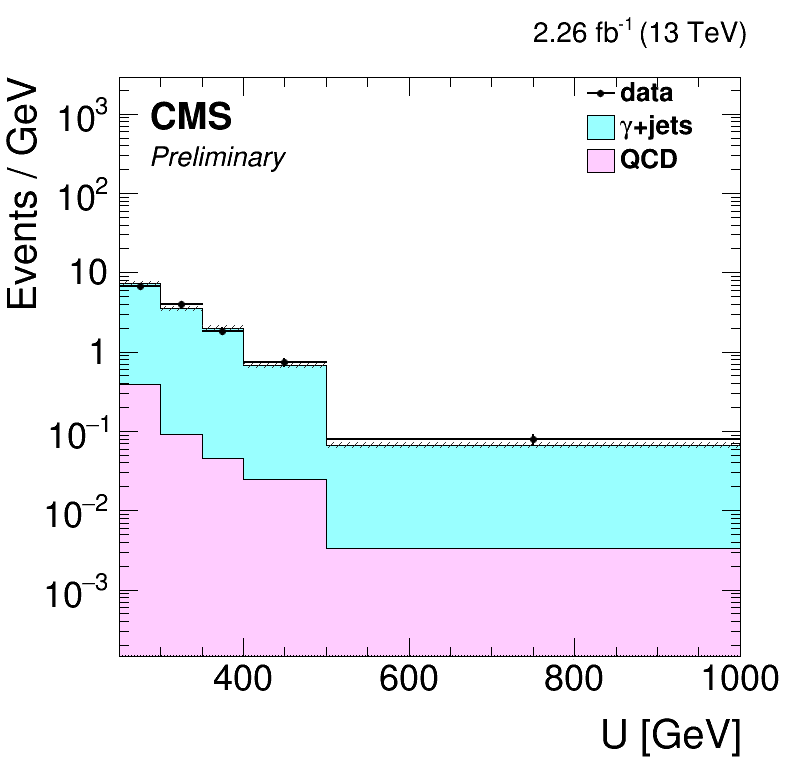 2.26 fb⁻¹ (13 TeV)
Events / GeV
CMS
Preliminary
data
γ+jets
QCD
10³
10²
10
1
10⁻¹
10⁻²
10⁻³
400 600 800 1000
U [GeV]